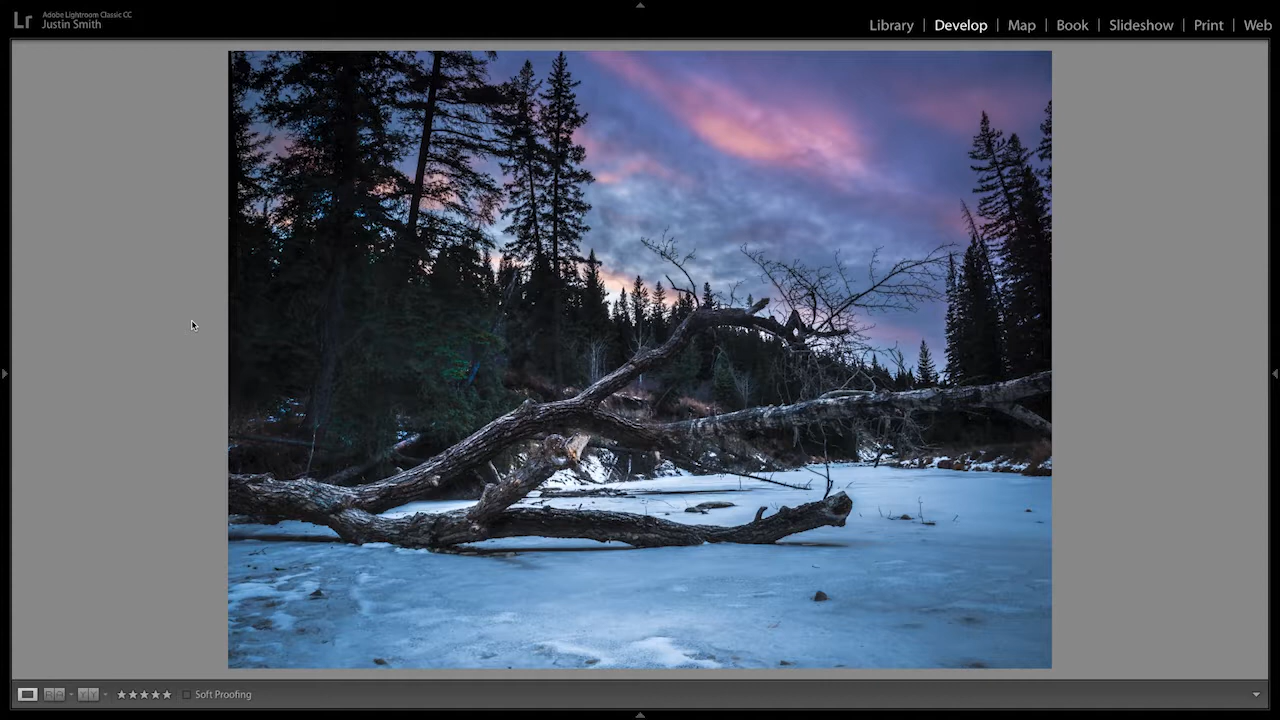 Lr
Adobe Lightroom Classic CC
Justin Smith
Library | Develop | Map | Book | Slideshow | Print | Web
Soft Proofing